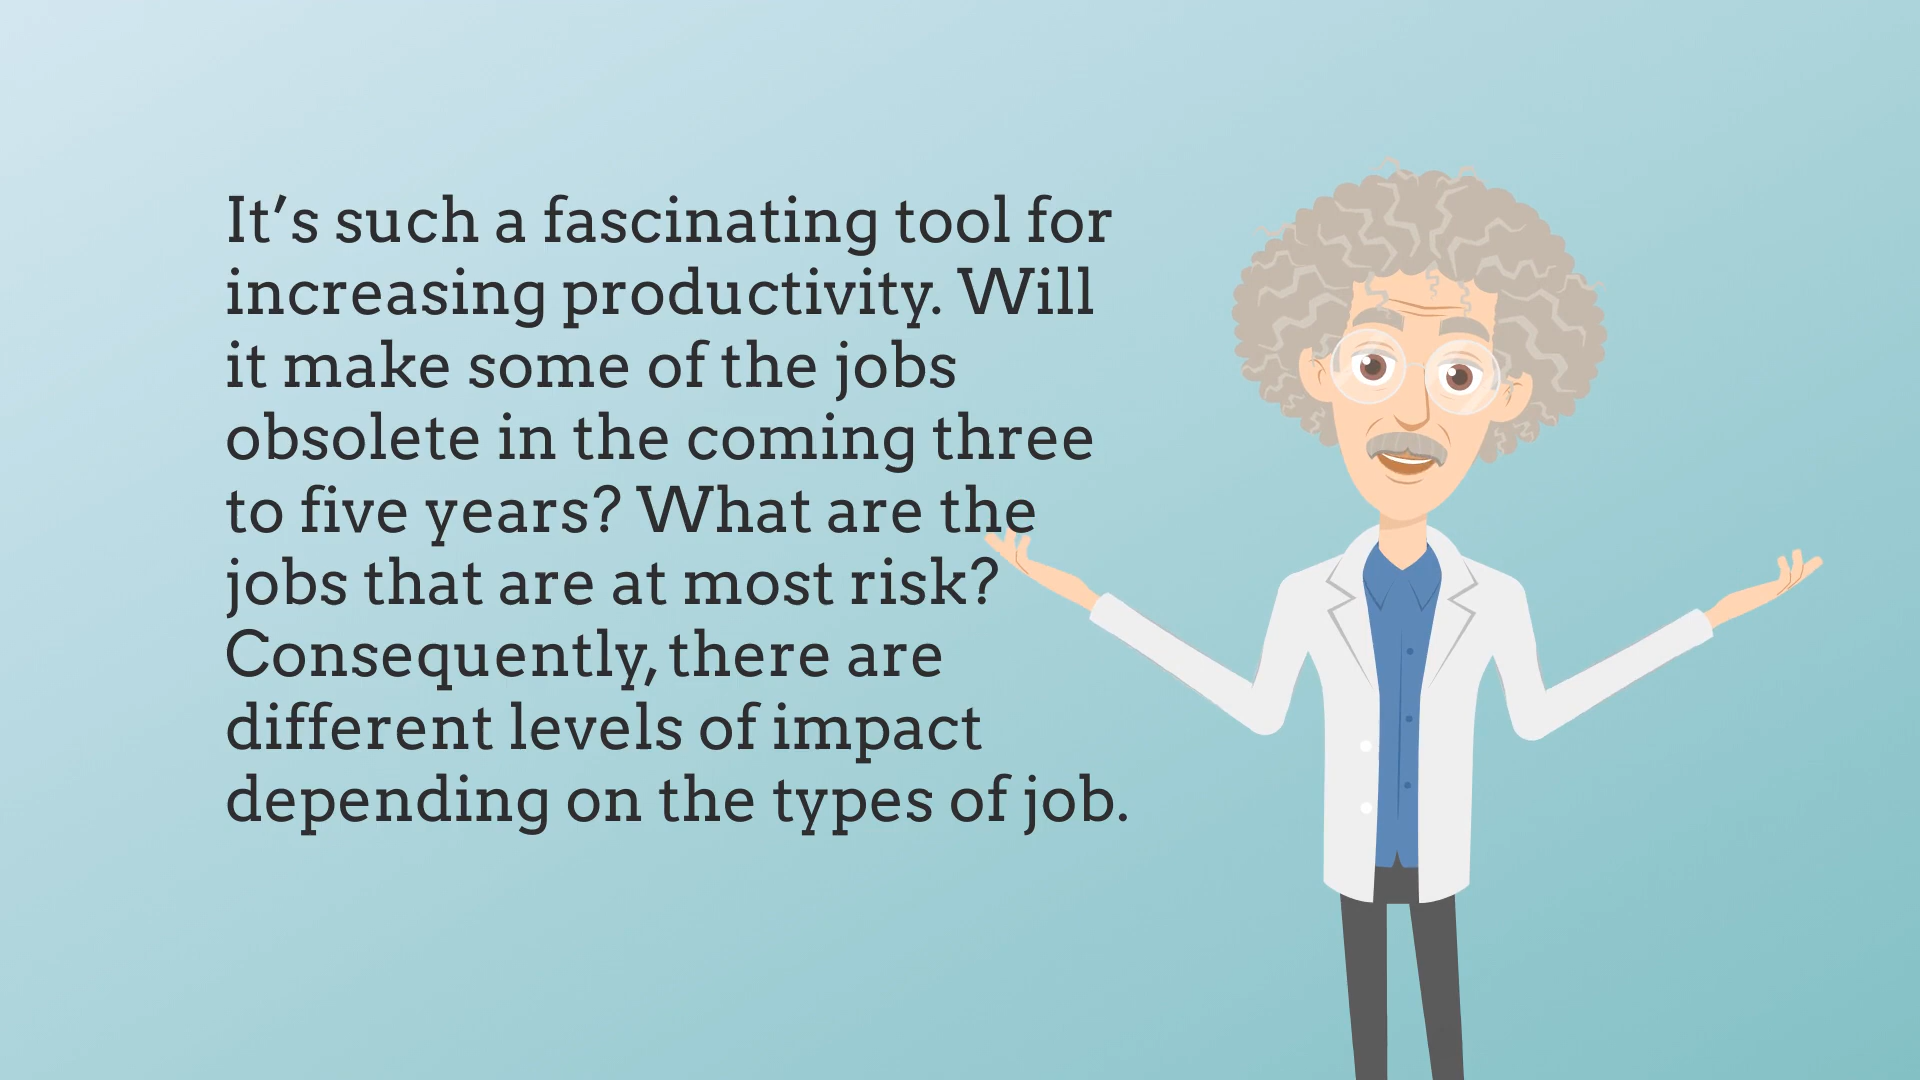 It’s such a fascinating tool for
increasing productivity. Will
it make some of the jobs
obsolete in the coming three
to five years? What are the
jobs that are at most risk?
Consequently, there are
different levels of impact
depending on the types of job.